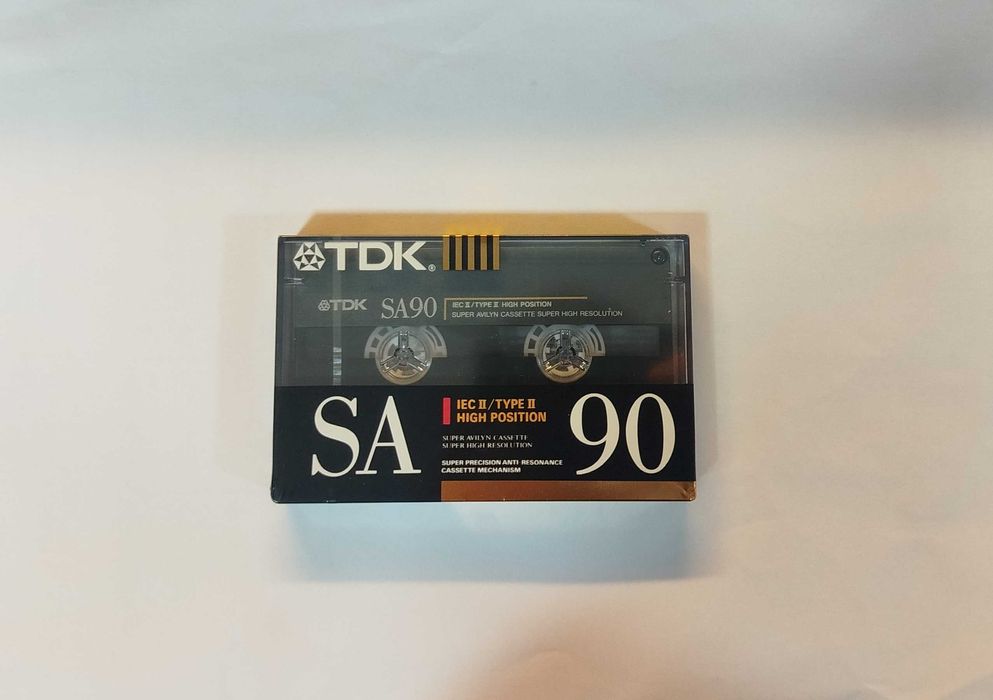 TDK®
TDK SA90 IEC II/TYPE II HIGH POSITION
SUPER AVILYN CASSETTE SUPER HIGH RESOLUTION
SA
IEC II/TYPE II
HIGH POSITION
SUPER AVILYN CASSETTE
SUPER HIGH RESOLUTION
SUPER PRECISION ANTI RESONANCE
CASSETTE MECHANISM
90